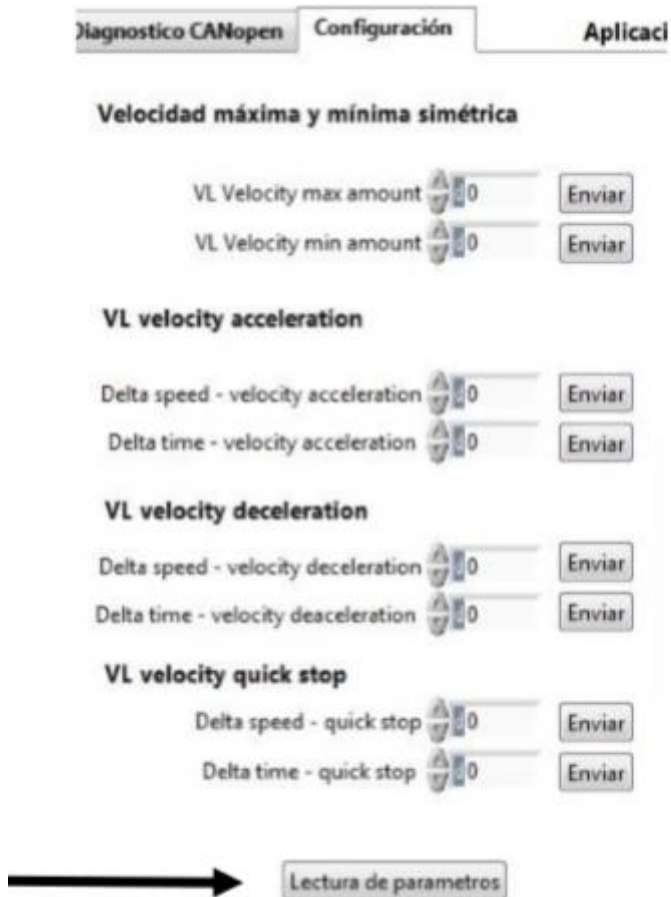 Diagnostico CANopen Configuración Aplicaci
Velocidad máxima y mínima simétrica
VL Velocity max amount 0 Enviar
VL Velocity min amount 0 Enviar
VL velocity acceleration
Delta speed - velocity acceleration 0 Enviar
Delta time - velocity acceleration 0 Enviar
VL velocity deceleration
Delta speed - velocity deceleration 0 Enviar
Delta time - velocity deaceleration 0 Enviar
VL velocity quick stop
Delta speed - quick stop 0 Enviar
Delta time - quick stop 0 Enviar
Lectura de parametros